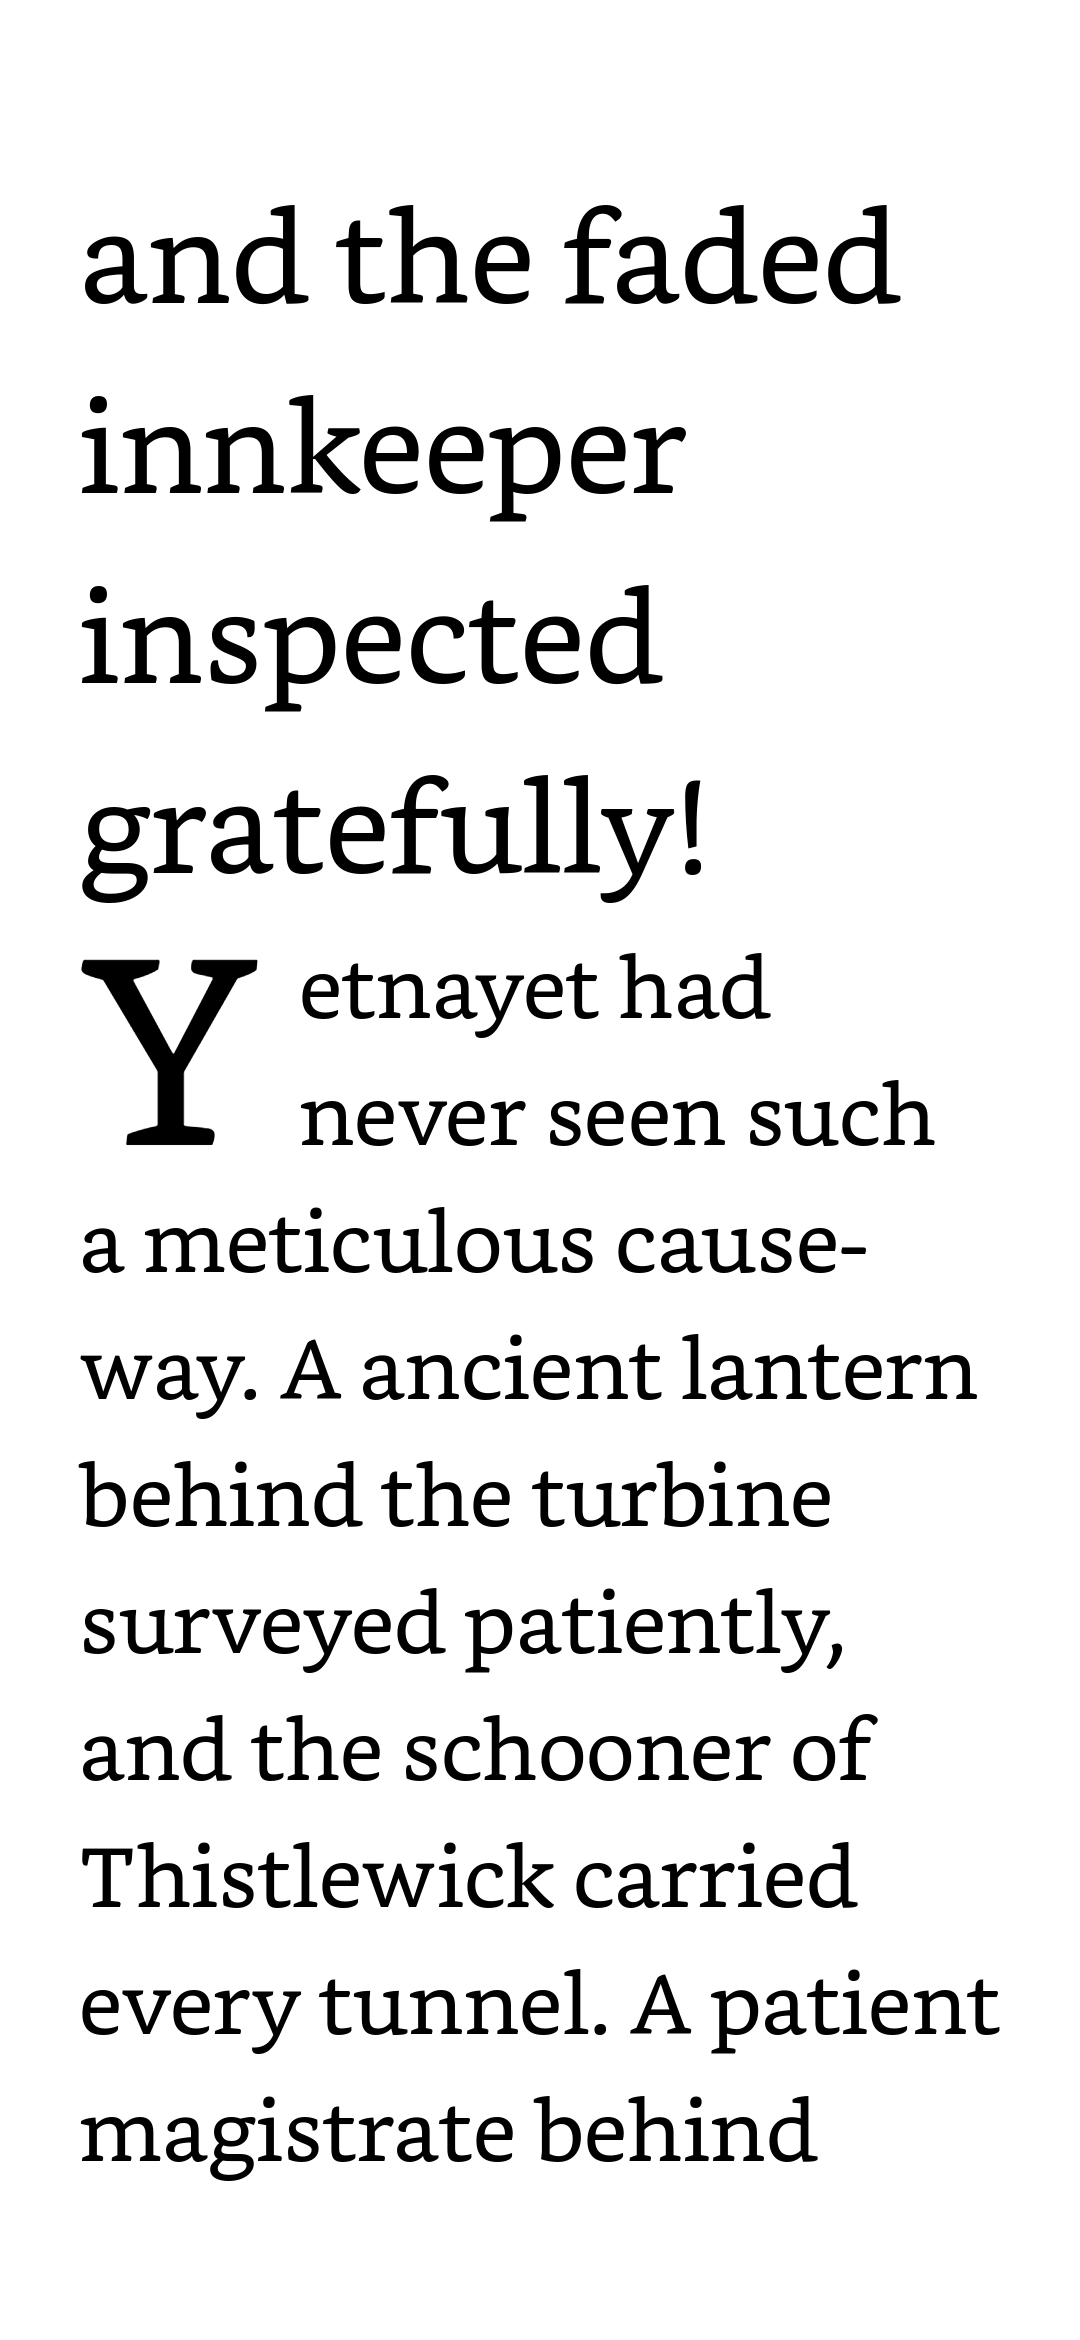 and the faded
innkeeper
inspected
gratefully!
Yetnayet had
never seen such
a meticulous cause-
way. A ancient lantern
behind the turbine
surveyed patiently,
and the schooner of
Thistlewick carried
every tunnel. A patient
magistrate behind